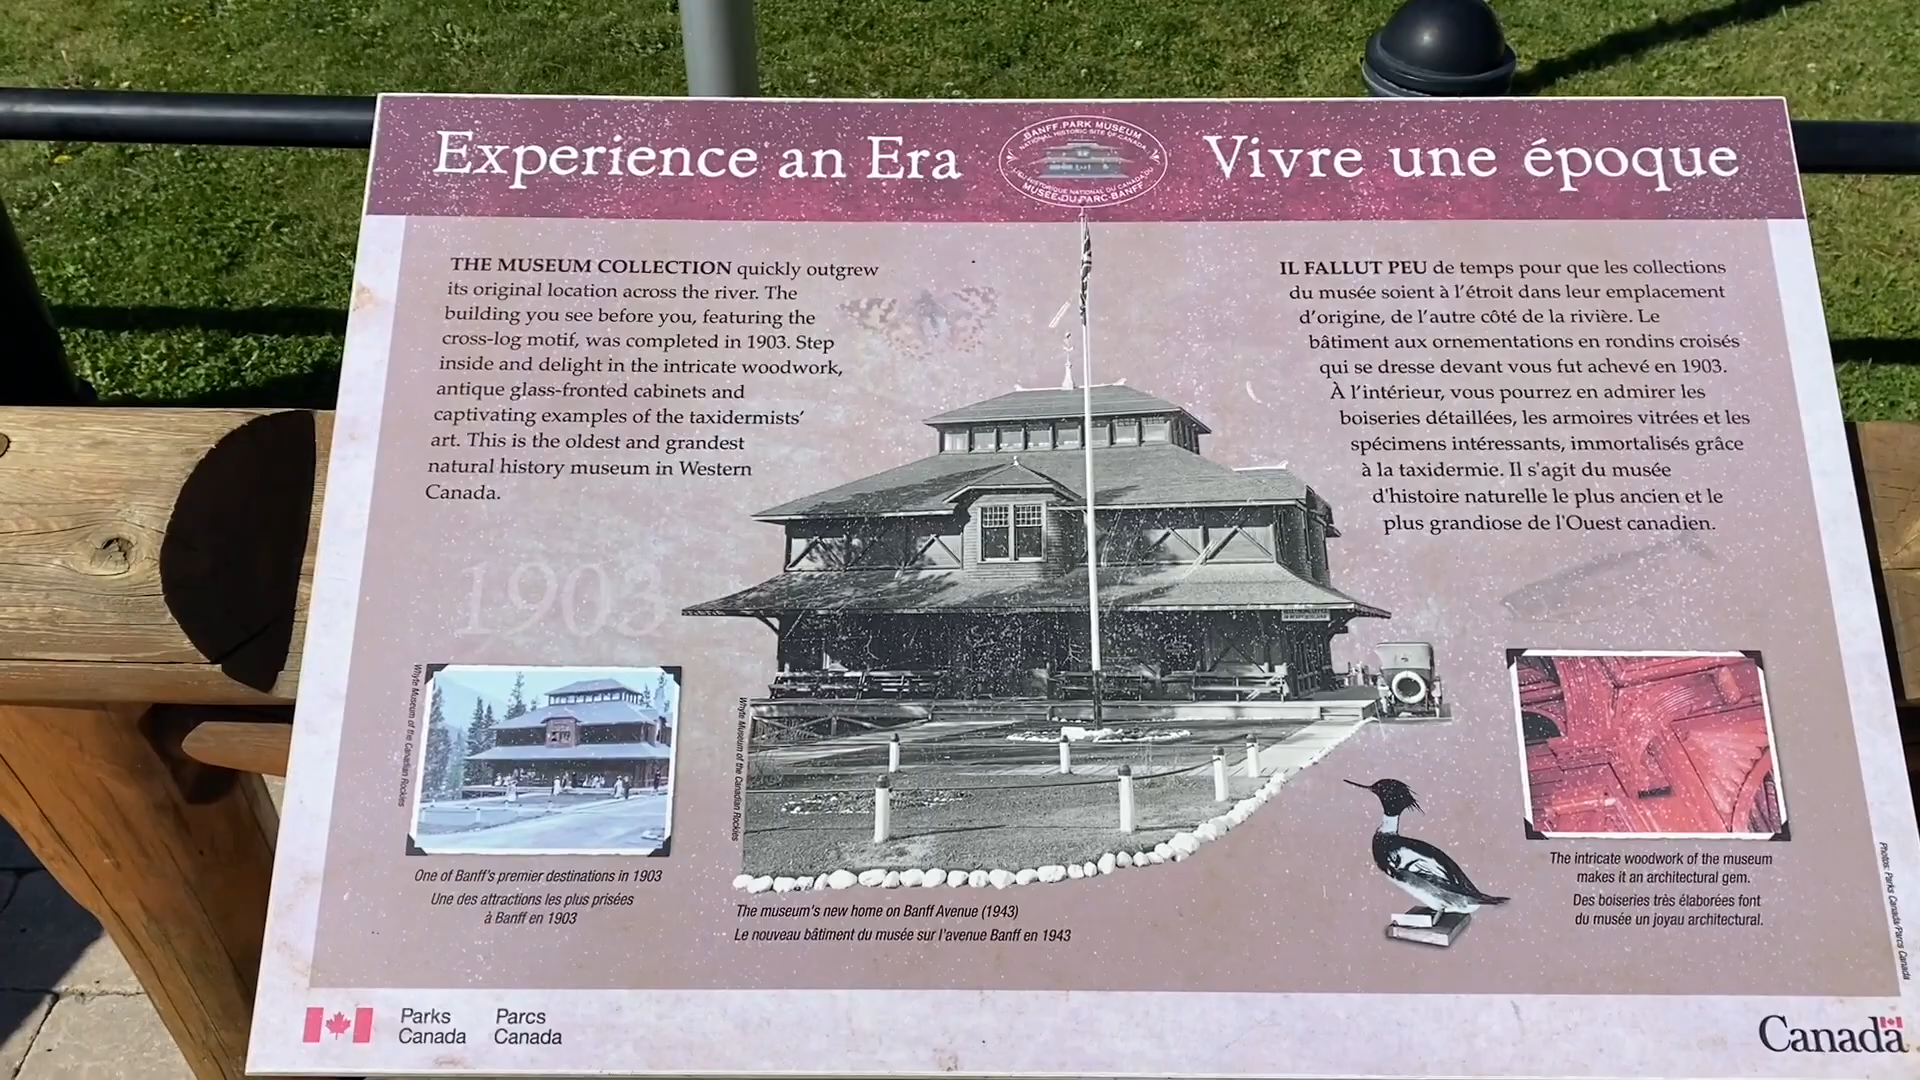 Experience an Era
BANFF PARK MUSEUM
NATIONAL HISTORIC SITE OF CANADA
LIEU HISTORIQUE NATIONAL DU CANADA DU
MUSÉE-DU-PARC-BANFF
Vivre une époque
THE MUSEUM COLLECTION quickly outgrew
its original location across the river. The
building you see before you, featuring the
cross-log motif, was completed in 1903. Step
inside and delight in the intricate woodwork,
antique glass-fronted cabinets and
captivating examples of the taxidermists’
art. This is the oldest and grandest
natural history museum in Western
Canada.
IL FALLUT PEU de temps pour que les collections
du musée soient à l’étroit dans leur emplacement
d’origine, de l’autre côté de la rivière. Le
bâtiment aux ornementations en rondins croisés
qui se dresse devant vous fut achevé en 1903.
À l’intérieur, vous pourrez en admirer les
boiseries détaillées, les armoires vitrées et les
spécimens intéressants, immortalisés grâce
à la taxidermie. Il s'agit du musée
d'histoire naturelle le plus ancien et le
plus grandiose de l'Ouest canadien.
1903
Whyte Museum of the Canadian Rockies
One of Banff's premier destinations in 1903
Une des attractions les plus prisées
à Banff en 1903
Whyte Museum of the Canadian Rockies
The museum's new home on Banff Avenue (1943)
Le nouveau bâtiment du musée sur l'avenue Banff en 1943
The intricate woodwork of the museum
makes it an architectural gem.
Des boiseries très élaborées font
du musée un joyau architectural.
Photos: Parks Canada/Parcs Canada
Parks
Canada
Parcs
Canada
Canada